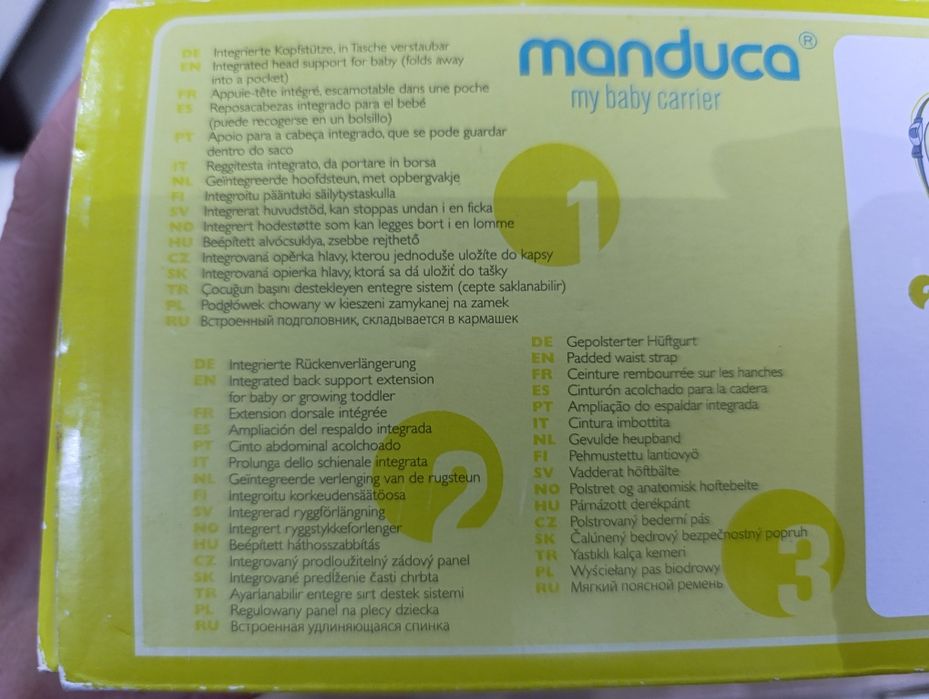 manduca®
my baby carrier
DE Integrierte Kopfstütze, in Tasche verstaubar
EN Integrated head support for baby (folds away
into a pocket)
FR Appuie-tête intégré, escamotable dans une poche
ES Reposacabezas integrado para el bebé
(puede recogerse en un bolsillo)
PT Apoio para a cabeça integrado, que se pode guardar
dentro do saco
IT Reggitesta integrato, da portare in borsa
NL Geïntegreerde hoofdsteun, met opbergvakje
FI Integroitu pääntuki säilytystaskulla
SV Integrerat huvudstöd, kan stoppas undan i en ficka
NO Integrert hodestøtte som kan legges bort i en lomme
HU Beépített alvócsuklya, zsebbe rejthető
CZ Integrovaná opěrka hlavy, kterou jednoduše uložíte do kapsy
SK Integrovaná opierka hlavy, ktorá sa dá uložiť do tašky
TR Çocuğun başını destekleyen entegre sistem (cepte saklanabilir)
PL Podgłówek chowany w kieszeni zamykanej na zamek
RU Встроенный подголовник, складывается в кармашек
1
DE Integrierte Rückenverlängerung
EN Integrated back support extension
for baby or growing toddler
FR Extension dorsale intégrée
ES Ampliación del respaldo integrada
PT Cinto abdominal acolchoado
IT Prolunga dello schienale integrata
NL Geïntegreerde verlenging van de rugsteun
FI Integroitu korkeudensäätöosa
SV Integrerad ryggförlängning
NO Integrert ryggstykkeforlenger
HU Beépített háthosszabbítás
CZ Integrovaný prodloužitelný zádový panel
SK Integrované predĺženie časti chrbta
TR Ayarlanabilir entegre sırt destek sistemi
PL Regulowany panel na plecy dziecka
RU Встроенная удлиняющаяся спинка
2
DE Gepolsterter Hüftgurt
EN Padded waist strap
FR Ceinture rembourrée sur les hanches
ES Cinturón acolchado para la cadera
PT Ampliação do espaldar integrada
IT Cintura imbottita
NL Gevulde heupband
FI Pehmustettu lantiovyö
SV Vadderat höftbälte
NO Polstret og anatomisk hoftebelte
HU Párnázott derékpánt
CZ Polstrovaný bederní pás
SK Čalúnený bedrový bezpečnostný popruh
TR Yastıklı kalça kemeri
PL Wyściełany pas biodrowy
RU Мягкий поясной ремень
3